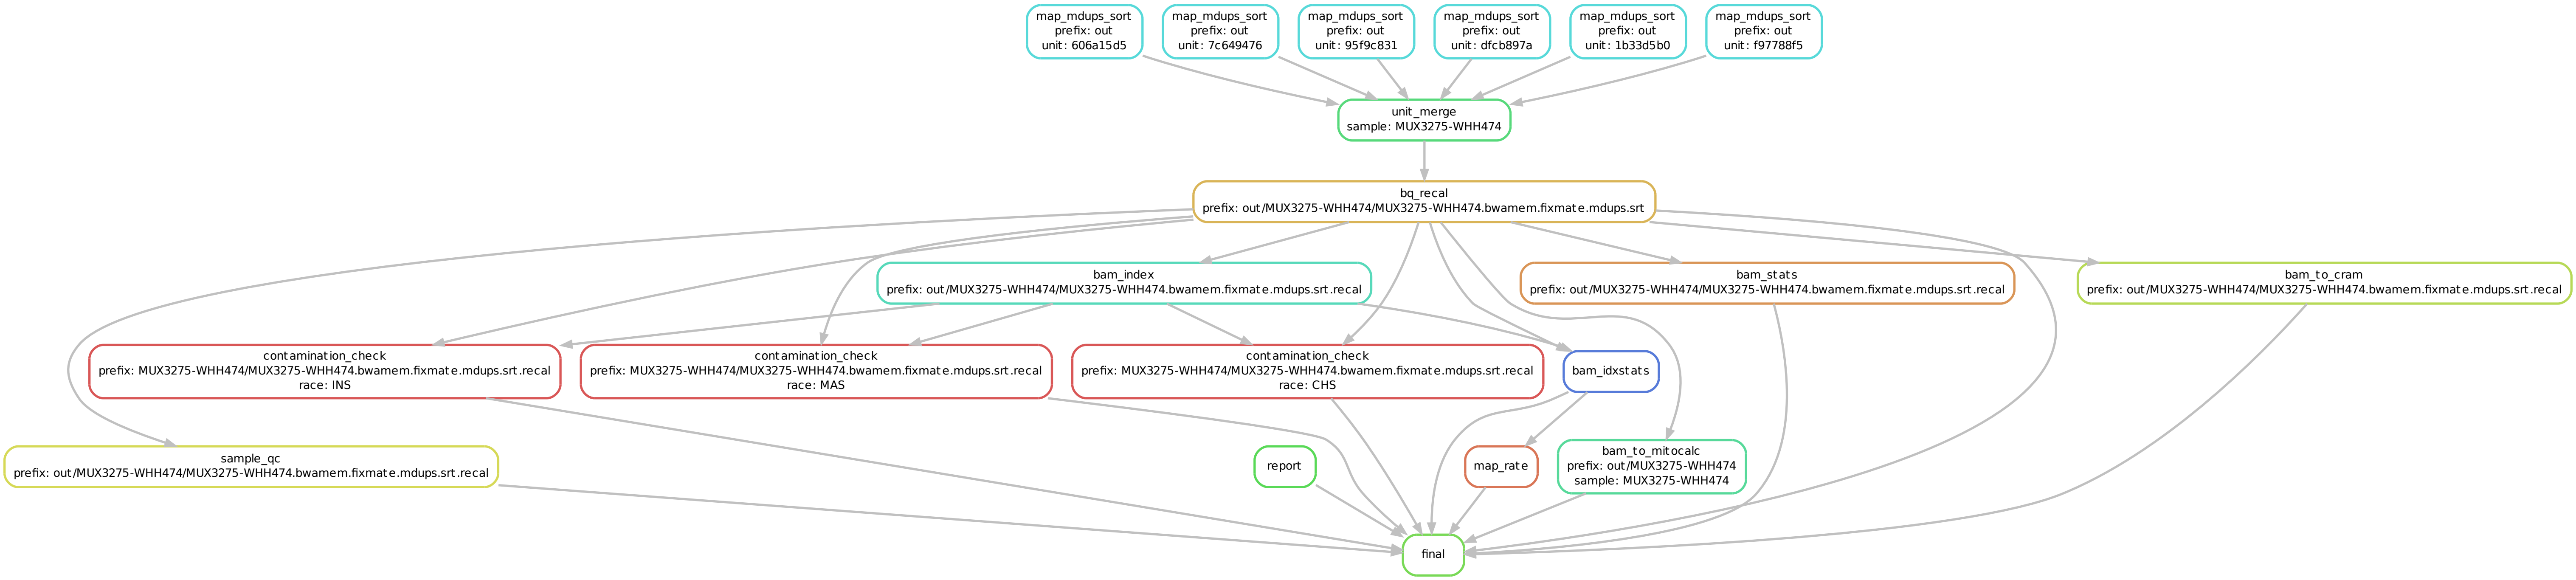 map_mdups_sort
prefix: out
unit: 606a15d5
map_mdups_sort
prefix: out
unit: 7c649476
map_mdups_sort
prefix: out
unit: 95f9c831
map_mdups_sort
prefix: out
unit: dfcb897a
map_mdups_sort
prefix: out
unit: 1b33d5b0
map_mdups_sort
prefix: out
unit: f97788f5
unit_merge
sample: MUX3275-WHH474
bq_recal
prefix: out/MUX3275-WHH474/MUX3275-WHH474.bwamem.fixmate.mdups.srt
bam_index
prefix: out/MUX3275-WHH474/MUX3275-WHH474.bwamem.fixmate.mdups.srt.recal
bam_stats
prefix: out/MUX3275-WHH474/MUX3275-WHH474.bwamem.fixmate.mdups.srt.recal
bam_to_cram
prefix: out/MUX3275-WHH474/MUX3275-WHH474.bwamem.fixmate.mdups.srt.recal
contamination_check
prefix: MUX3275-WHH474/MUX3275-WHH474.bwamem.fixmate.mdups.srt.recal
race: INS
contamination_check
prefix: MUX3275-WHH474/MUX3275-WHH474.bwamem.fixmate.mdups.srt.recal
race: MAS
contamination_check
prefix: MUX3275-WHH474/MUX3275-WHH474.bwamem.fixmate.mdups.srt.recal
race: CHS
bam_idxstats
sample_qc
prefix: out/MUX3275-WHH474/MUX3275-WHH474.bwamem.fixmate.mdups.srt.recal
report
map_rate
bam_to_mitocalc
prefix: out/MUX3275-WHH474
sample: MUX3275-WHH474
final